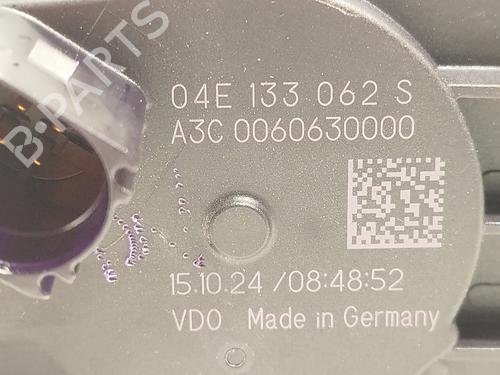 B-PARTS
04E 133 062 S
A3C 0060630000
15.10.24 /08:48:52
VDO Made in Germany